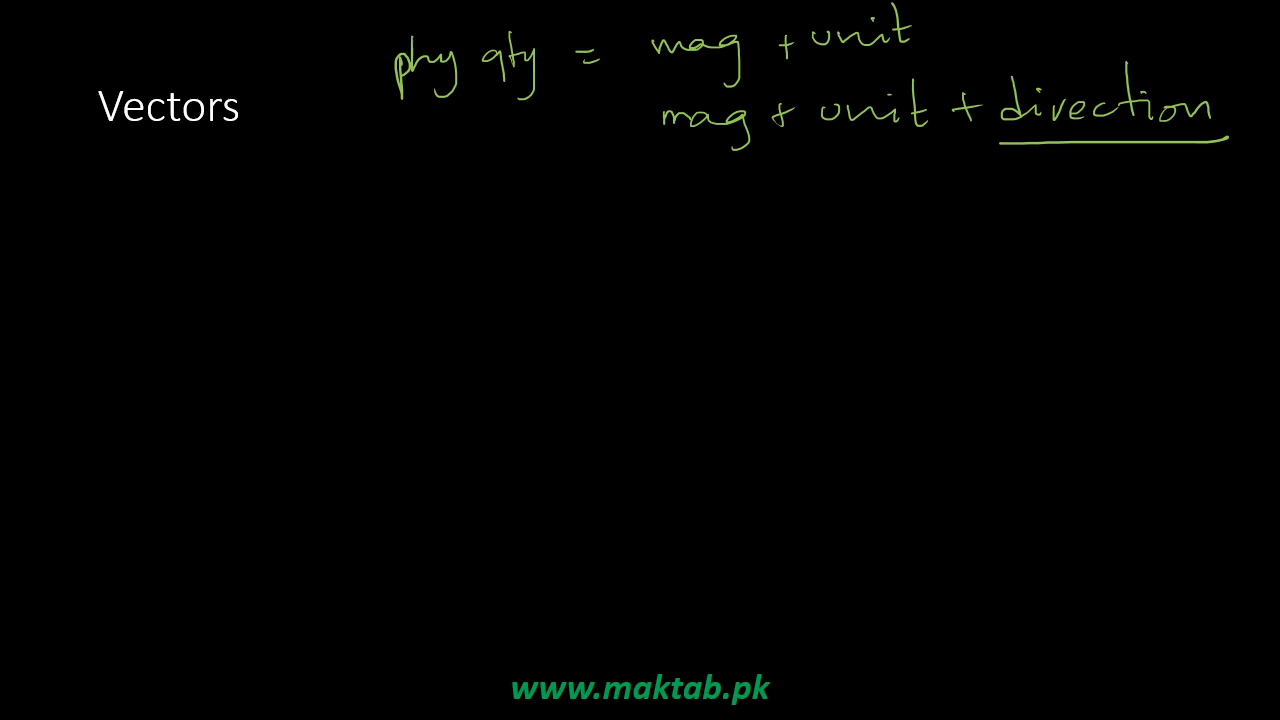 phy qty = mag + unit
Vectors
mag + unit + direction
www.maktab.pk